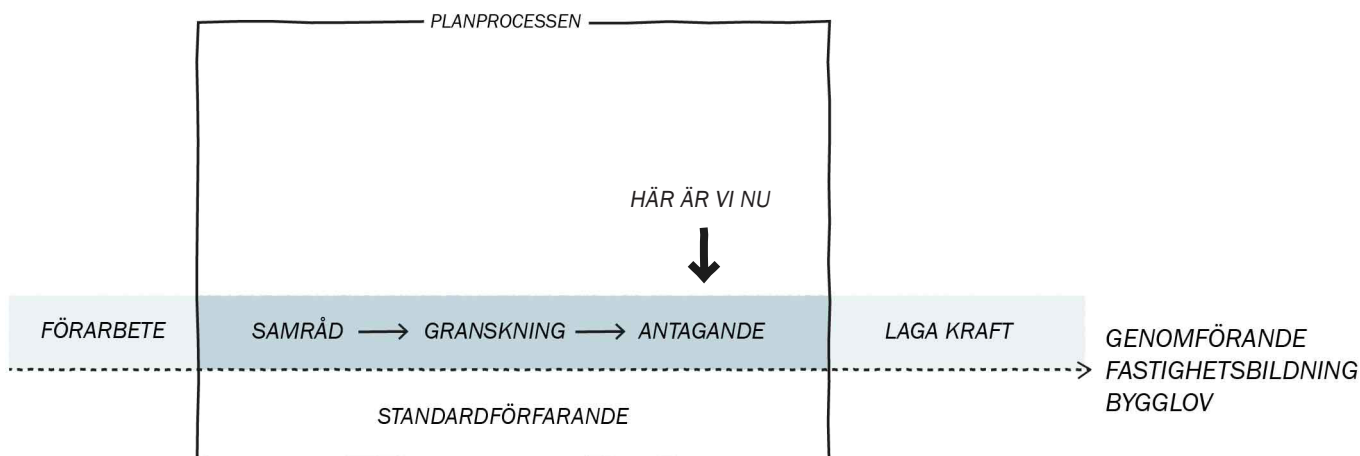 PLANPROCESSEN
HÄR ÄR VI NU
FÖRARBETE
SAMRÅD
GRANSKNING
ANTAGANDE
LAGA KRAFT
GENOMFÖRANDE
FASTIGHETSBILDNING
BYGGLOV
STANDARDFÖRFARANDE